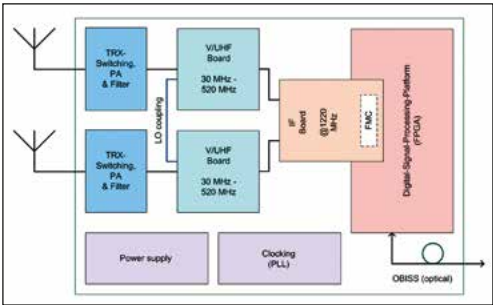 TRX-
Switching,
PA
& Filter
V/UHF
Board
30 MHz -
520 MHz
LO coupling
TRX-
Switching,
PA
& Filter
V/UHF
Board
30 MHz -
520 MHz
IF
Board
@1220
MHz
FMC
Digital-Signal-Processing-Platform
(FPGA)
Power supply
Clocking
(PLL)
OBISS (optical)